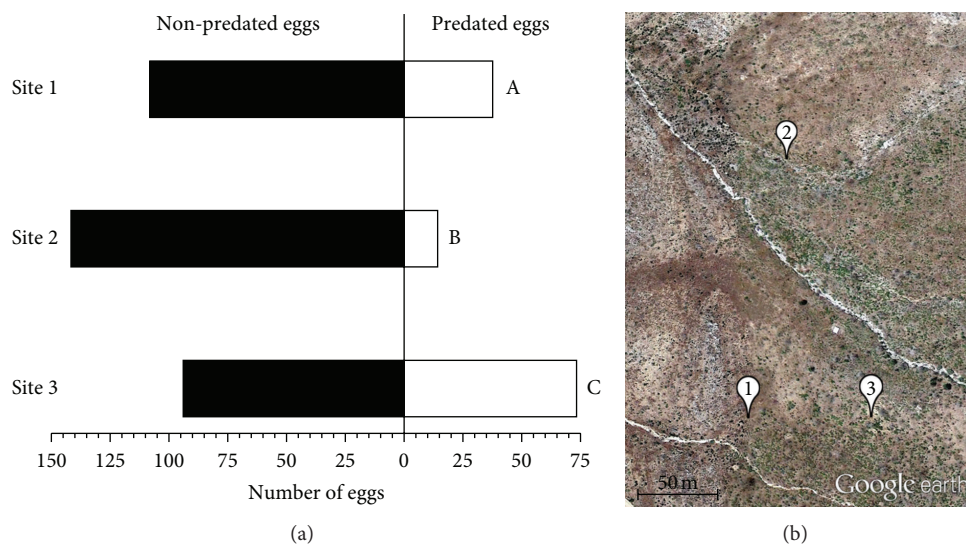 Non-predated eggs Predated eggs
Site 1 A
Site 2 B
Site 3 C
150 125 100 75 50 25 0 25 50 75
Number of eggs
(a)
2
1 3
50 m Google earth
(b)